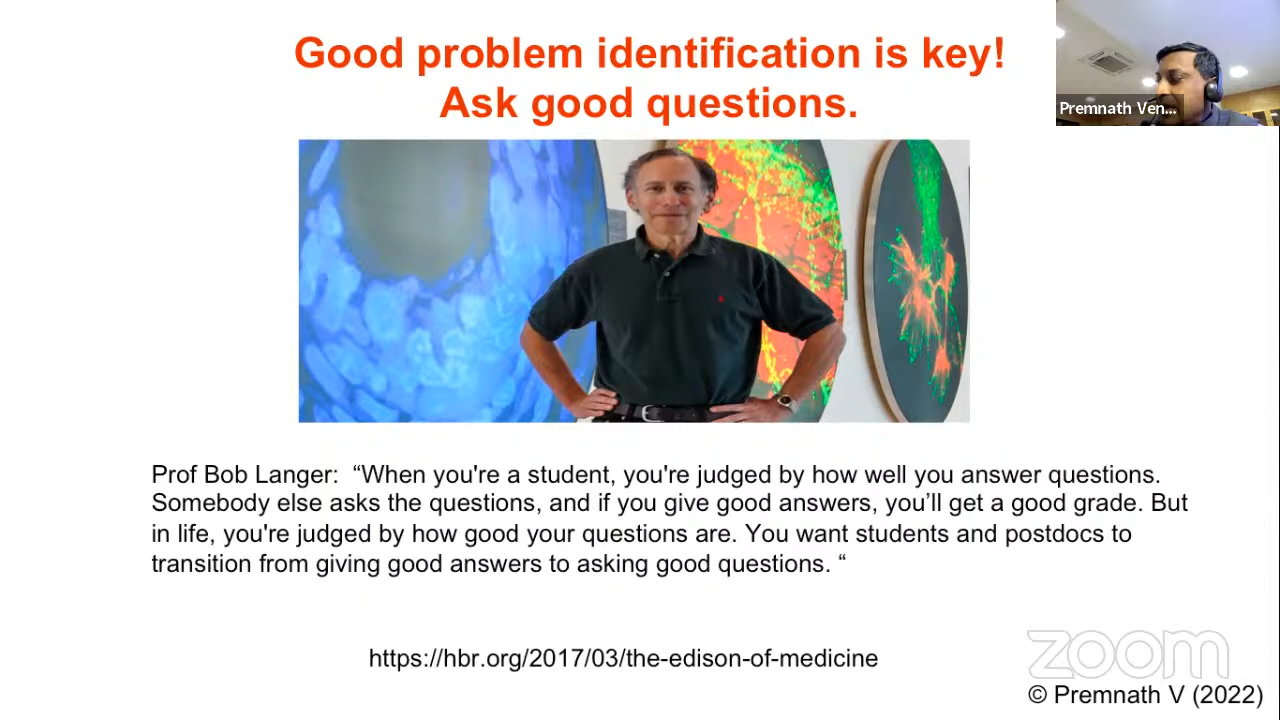 Good problem identification is key!
Ask good questions.
Premnath Ven...
Prof Bob Langer:  “When you're a student, you're judged by how well you answer questions.
Somebody else asks the questions, and if you give good answers, you’ll get a good grade. But
in life, you're judged by how good your questions are. You want students and postdocs to
transition from giving good answers to asking good questions. “
https://hbr.org/2017/03/the-edison-of-medicine
zoom
© Premnath V (2022)